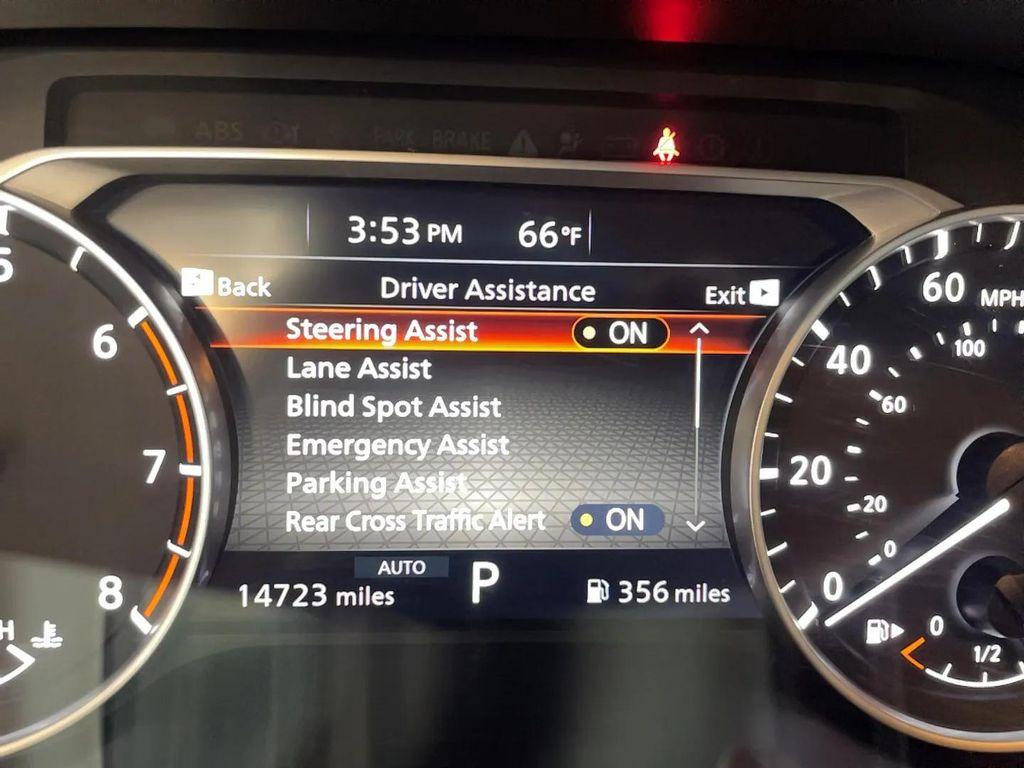 ABS
PARK BRAKE
3:53 PM 66°F
Back Driver Assistance Exit
Steering Assist ON
Lane Assist
Blind Spot Assist
Emergency Assist
Parking Assist
Rear Cross Traffic Alert ON
AUTO
14723 miles P 356 miles
5
6
7
8
H
60 MPH
100
40
60
20
20
0
0
0
1/2